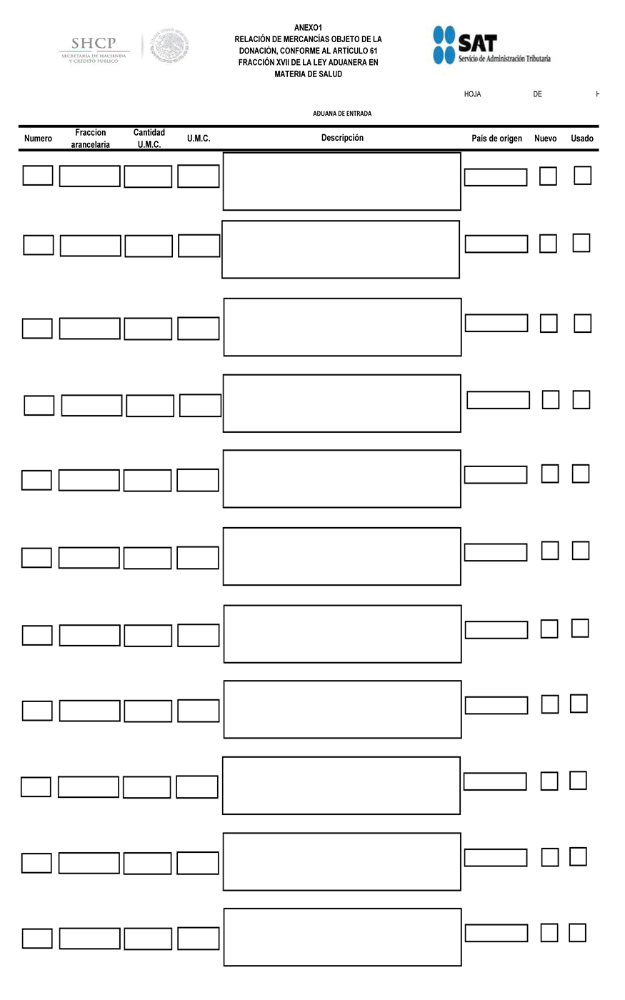 ANEXO1
RELACIÓN DE MERCANCÍAS OBJETO DE LA
DONACIÓN, CONFORME AL ARTÍCULO 61
FRACCIÓN XVII DE LA LEY ADUANERA EN
MATERIA DE SALUD
SHCP
SECRETARÍA DE HACIENDA
Y CRÉDITO PÚBLICO
SAT
Servicio de Administración Tributaria
HOJA DE H
ADUANA DE ENTRADA
Numero Fraccion arancelaria Cantidad U.M.C. U.M.C. Descripción País de orígen Nuevo Usado